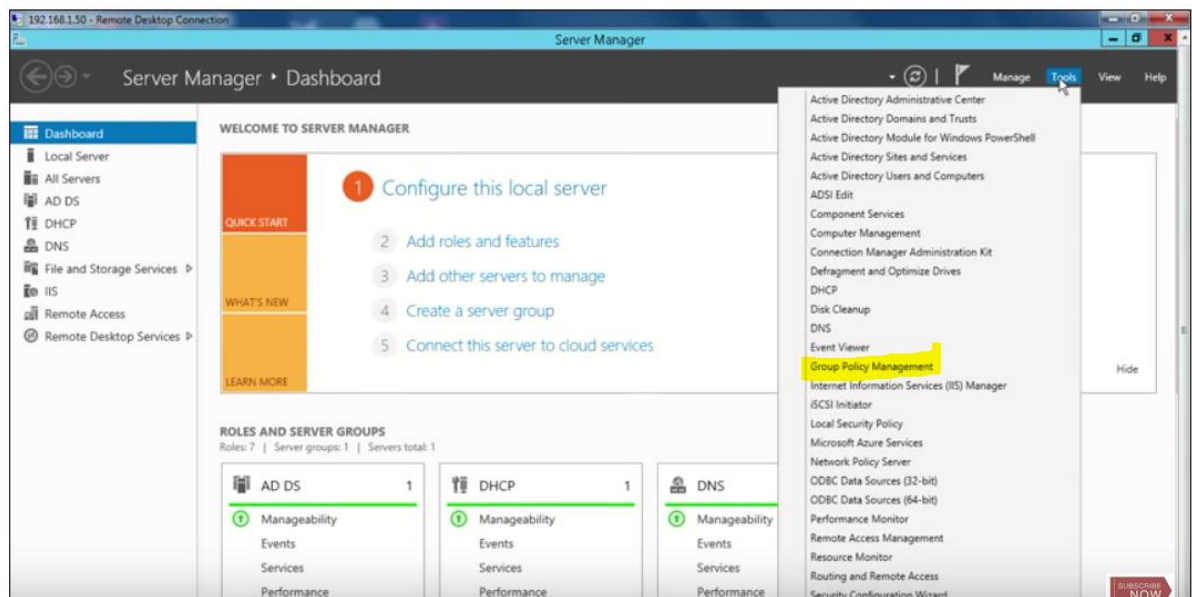 192.168.1.50 - Remote Desktop Connection
Server Manager
Server Manager • Dashboard
Manage Tools View Help
Dashboard
Local Server
All Servers
AD DS
DHCP
DNS
File and Storage Services
IIS
Remote Access
Remote Desktop Services
WELCOME TO SERVER MANAGER
QUICK START
WHAT'S NEW
LEARN MORE
1 Configure this local server
2 Add roles and features
3 Add other servers to manage
4 Create a server group
5 Connect this server to cloud services
Hide
ROLES AND SERVER GROUPS
Roles: 7 | Server groups: 1 | Servers total: 1
AD DS 1
Manageability
Events
Services
Performance
DHCP 1
Manageability
Events
Services
Performance
DNS
Manageability
Events
Services
Performance
Active Directory Administrative Center
Active Directory Domains and Trusts
Active Directory Module for Windows PowerShell
Active Directory Sites and Services
Active Directory Users and Computers
ADSI Edit
Component Services
Computer Management
Connection Manager Administration Kit
Defragment and Optimize Drives
DHCP
Disk Cleanup
DNS
Event Viewer
Group Policy Management
Internet Information Services (IIS) Manager
iSCSI Initiator
Local Security Policy
Microsoft Azure Services
Network Policy Server
ODBC Data Sources (32-bit)
ODBC Data Sources (64-bit)
Performance Monitor
Remote Access Management
Resource Monitor
Routing and Remote Access
Security Configuration Wizard
SUBSCRIBE
NOW